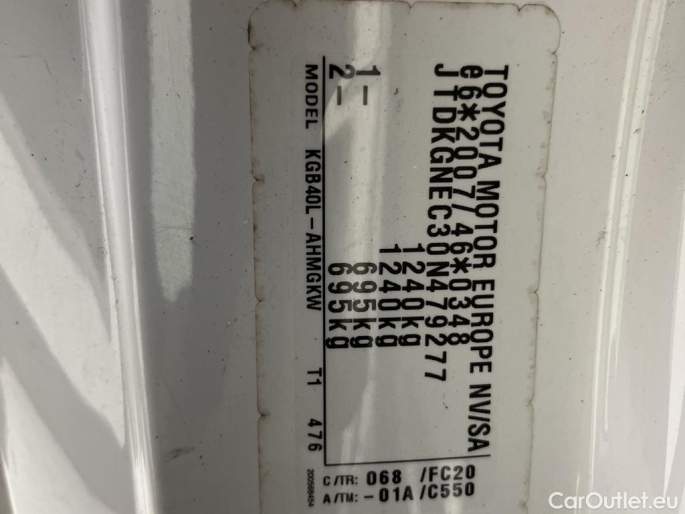 TOYOTA MOTOR EUROPE NV/SA
e6*2007/46*0348
JTDKGNEC30N479277
1240kg
1240kg
1- 695kg
2- 695kg
MODEL KGB40L-AHMGKW T1 476
C/TR: 068 /FC20
A/TM: -01A /C550
CarOutlet.eu